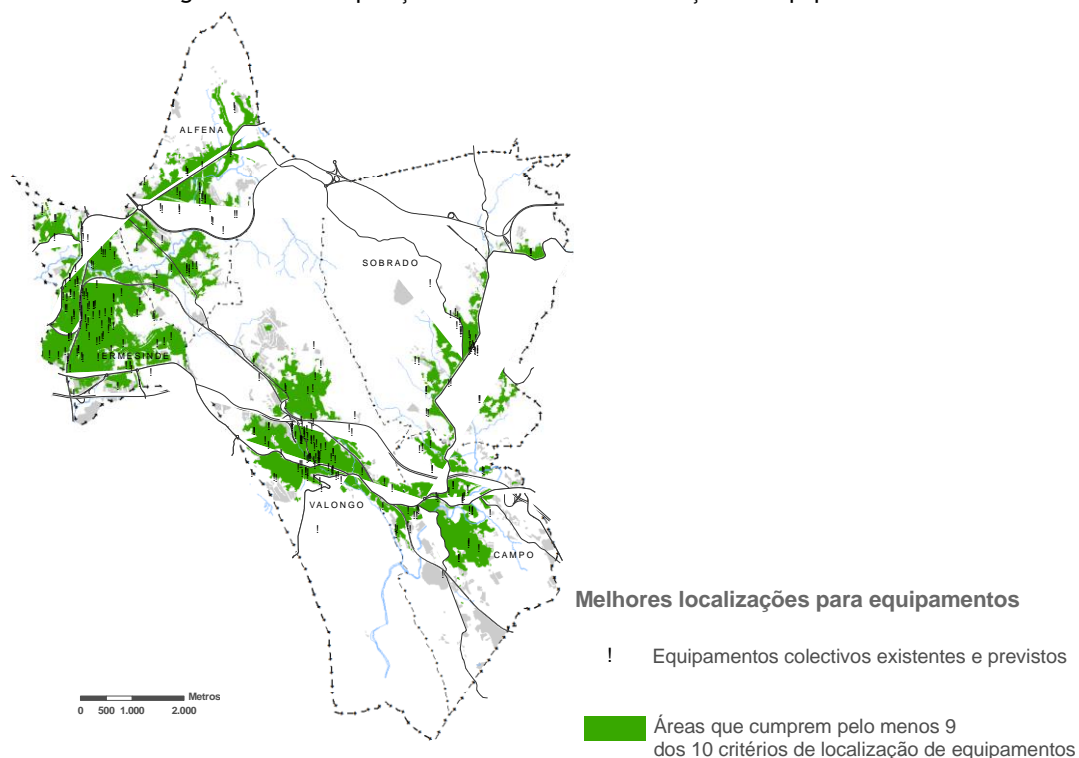 ALFENA
SOBRADO
ERMESINDE
VALONGO
CAMPO
Melhores localizações para equipamentos
! Equipamentos colectivos existentes e previstos
Metros
0 500 1.000 2.000
Áreas que cumprem pelo menos 9
dos 10 critérios de localização de equipamentos